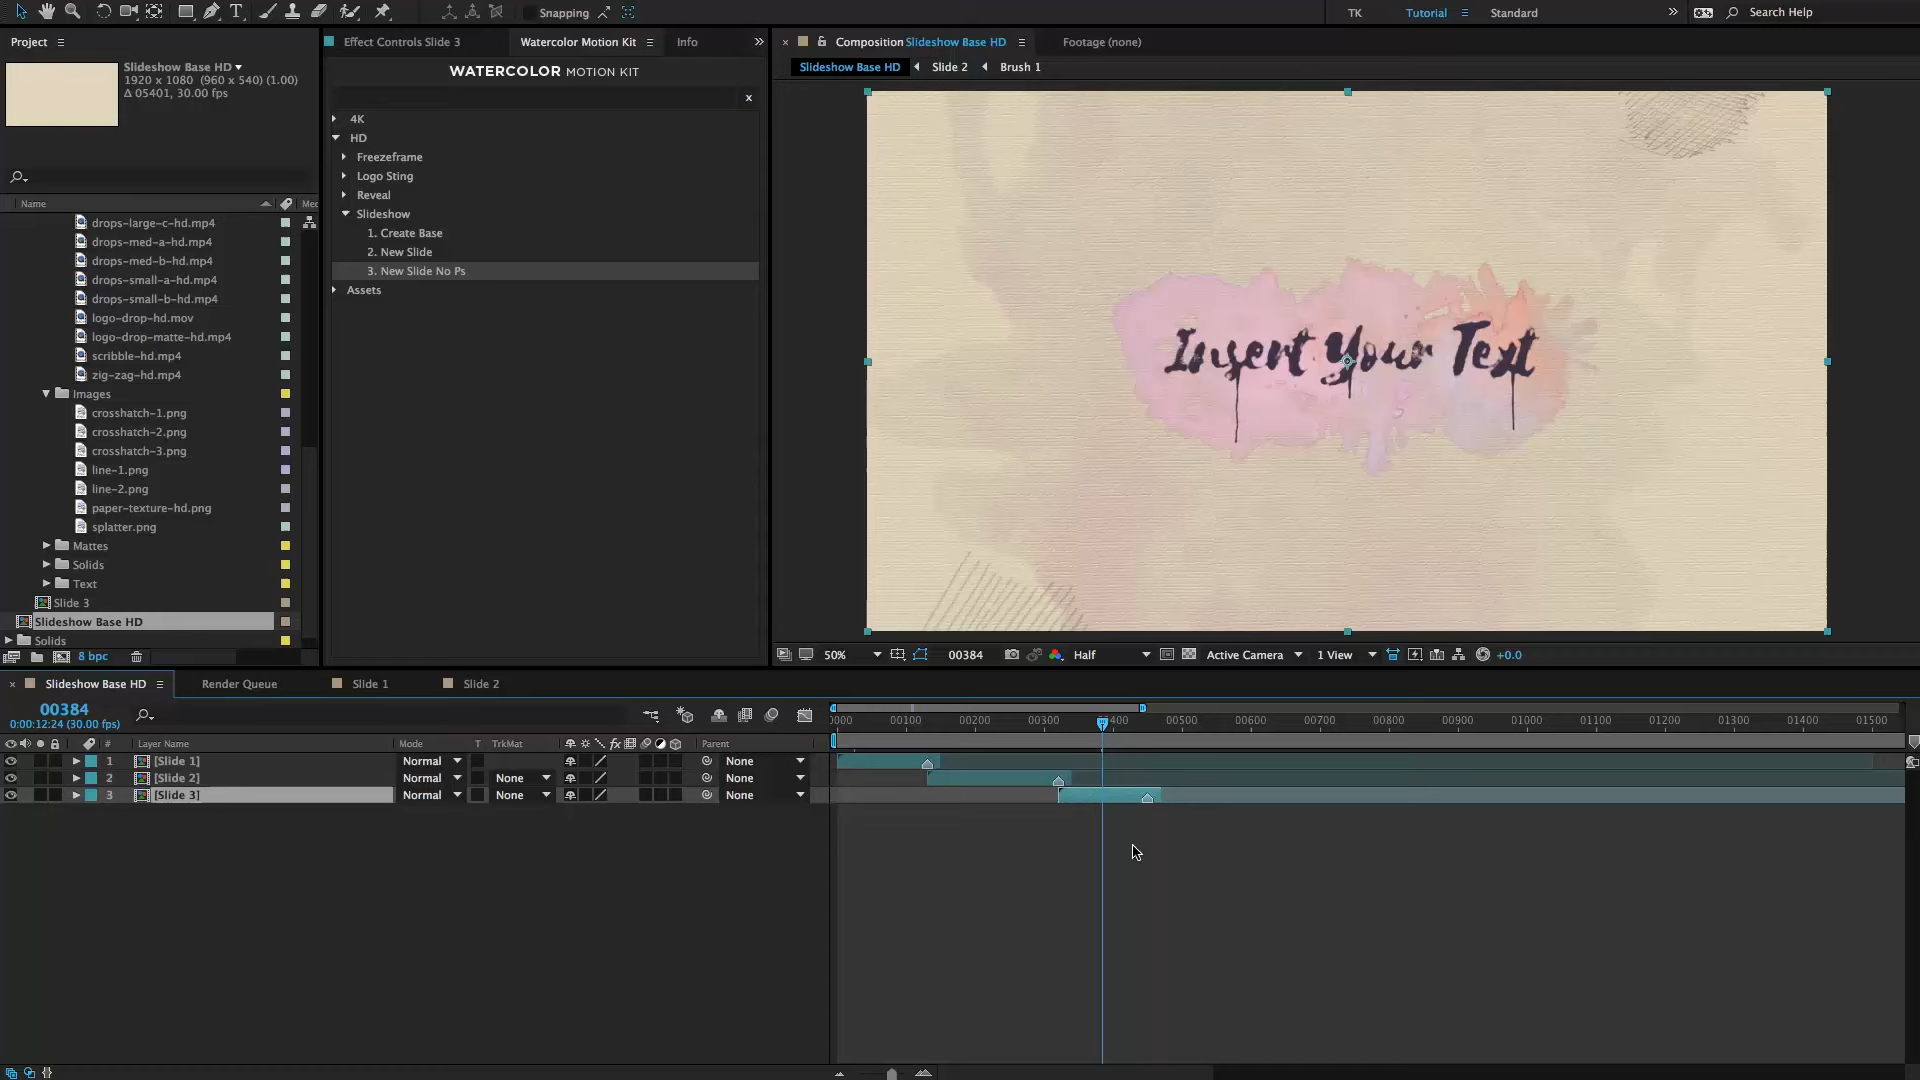 Snapping
TK
Tutorial
Standard
Search Help
Project
Effect Controls Slide 3
Watercolor Motion Kit
Info
Composition Slideshow Base HD
Footage (none)
Slideshow Base HD
1920 x 1080 (960 x 540) (1.00)
Δ 05401, 30.00 fps
WATERCOLOR MOTION KIT
Slideshow Base HD
Slide 2
Brush 1
x
4K
HD
Freezeframe
Logo Sting
Reveal
Slideshow
1. Create Base
2. New Slide
3. New Slide No Ps
Assets
Name
Med
drops-large-c-hd.mp4
drops-med-a-hd.mp4
drops-med-b-hd.mp4
drops-small-a-hd.mp4
drops-small-b-hd.mp4
logo-drop-hd.mov
logo-drop-matte-hd.mp4
scribble-hd.mp4
zig-zag-hd.mp4
Images
crosshatch-1.png
crosshatch-2.png
crosshatch-3.png
line-1.png
line-2.png
paper-texture-hd.png
splatter.png
Mattes
Solids
Text
Slide 3
Slideshow Base HD
Solids
8 bpc
Insert Your Text
50%
00384
Half
Active Camera
1 View
+0.0
Slideshow Base HD
Render Queue
Slide 1
Slide 2
00384
0:00:12:24 (30.00 fps)
0000 00100 00200 00300 00400 00500 00600 00700 00800 00900 01000 01100 01200 01300 01400 01500
# Layer Name Mode T TrkMat fx Parent
1 [Slide 1] Normal None
2 [Slide 2] Normal None None
3 [Slide 3] Normal None None